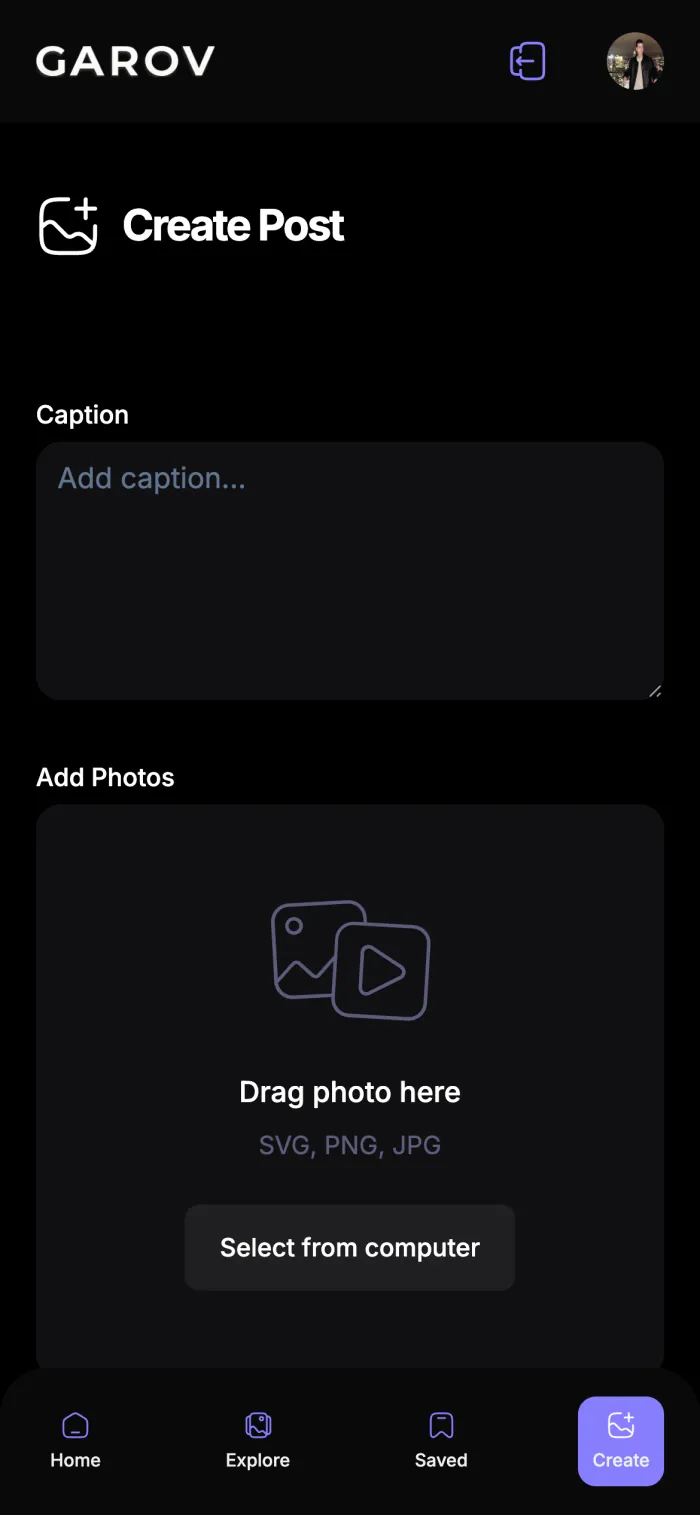 GAROV
Create Post
Caption
Add caption...
Add Photos
Drag photo here
SVG, PNG, JPG
Select from computer
Home
Explore
Saved
Create